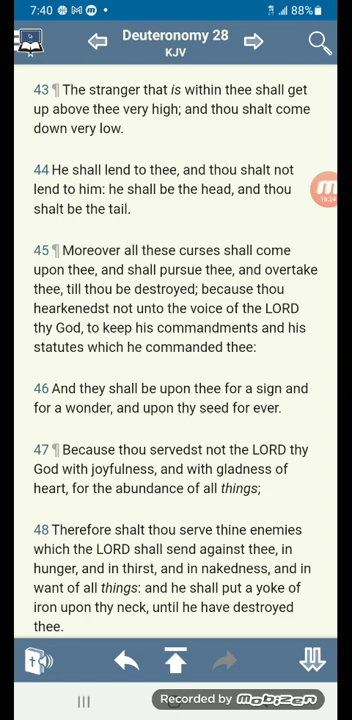 7:40 88%
Deuteronomy 28
KJV
16:24
43 ¶ The stranger that is within thee shall get
up above thee very high; and thou shalt come
down very low.
44 He shall lend to thee, and thou shalt not
lend to him: he shall be the head, and thou
shalt be the tail.
45 ¶ Moreover all these curses shall come
upon thee, and shall pursue thee, and overtake
thee, till thou be destroyed; because thou
hearkenedst not unto the voice of the LORD
thy God, to keep his commandments and his
statutes which he commanded thee:
46 And they shall be upon thee for a sign and
for a wonder, and upon thy seed for ever.
47 ¶ Because thou servedst not the LORD thy
God with joyfulness, and with gladness of
heart, for the abundance of all things;
48 Therefore shalt thou serve thine enemies
which the LORD shall send against thee, in
hunger, and in thirst, and in nakedness, and in
want of all things: and he shall put a yoke of
iron upon thy neck, until he have destroyed
thee.
Recorded by mobizen